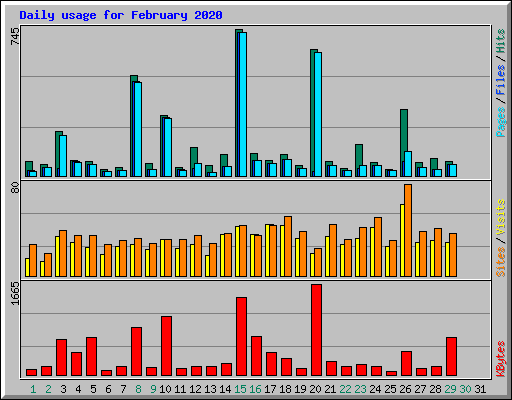 Daily usage for February 2020
745
Pages / Files / Hits
80
Sites / Visits
1665
KBytes
1 2 3 4 5 6 7 8 9 10 11 12 13 14 15 16 17 18 19 20 21 22 23 24 25 26 27 28 29 30 31